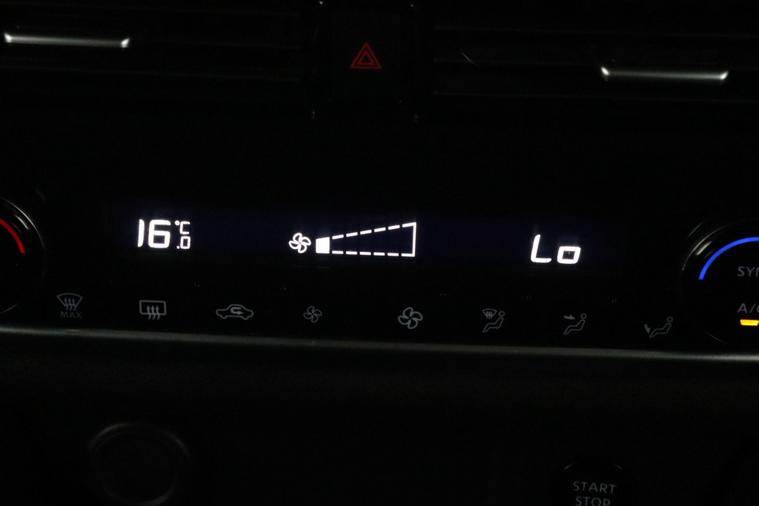 16.0°C
Lo
MAX
SYN
A/C
START
STOP